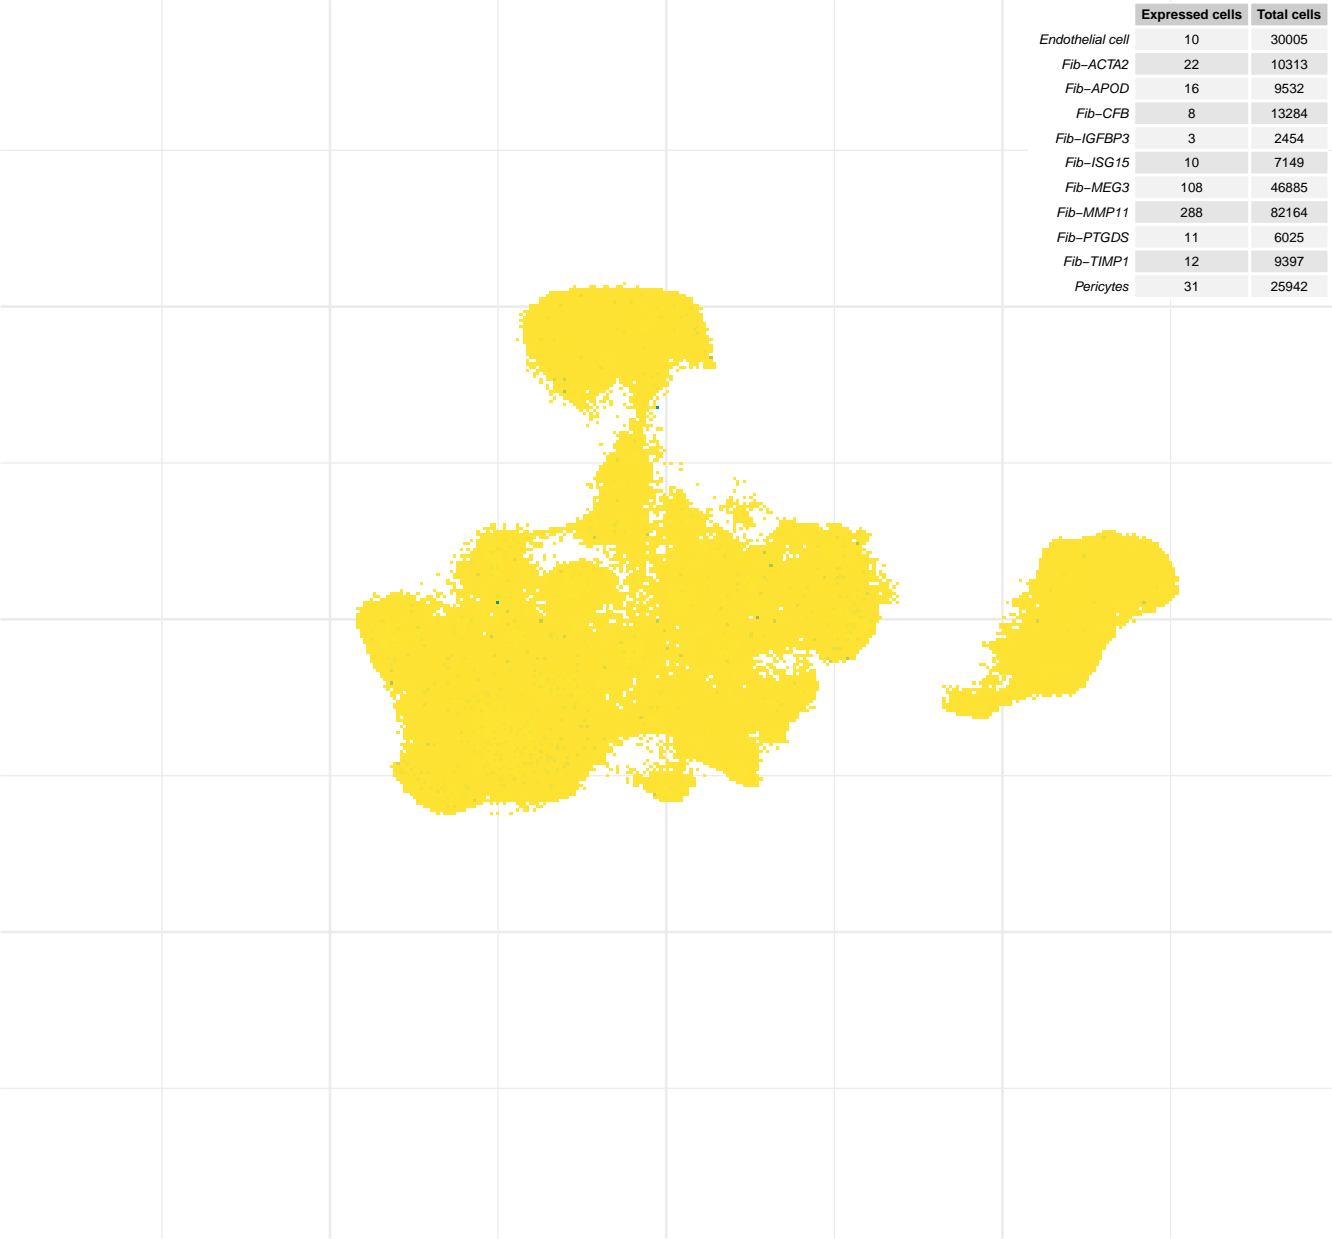 Expressed cells Total cells
Endothelial cell 10 30005
Fib−ACTA2 22 10313
Fib−APOD 16 9532
Fib−CFB 8 13284
Fib−IGFBP3 3 2454
Fib−ISG15 10 7149
Fib−MEG3 108 46885
Fib−MMP11 288 82164
Fib−PTGDS 11 6025
Fib−TIMP1 12 9397
Pericytes 31 25942